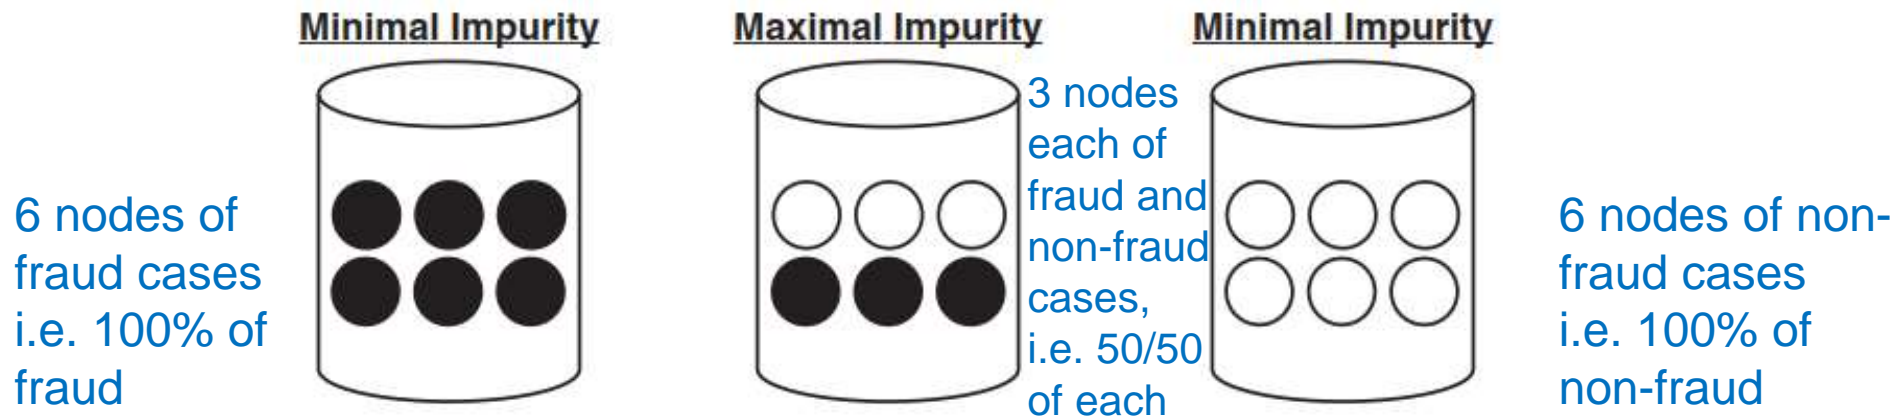 Minimal Impurity
Maximal Impurity
Minimal Impurity
6 nodes of
fraud cases
i.e. 100% of
fraud
3 nodes
each of
fraud and
non-fraud
cases,
i.e. 50/50
of each
6 nodes of non-
fraud cases
i.e. 100% of
non-fraud